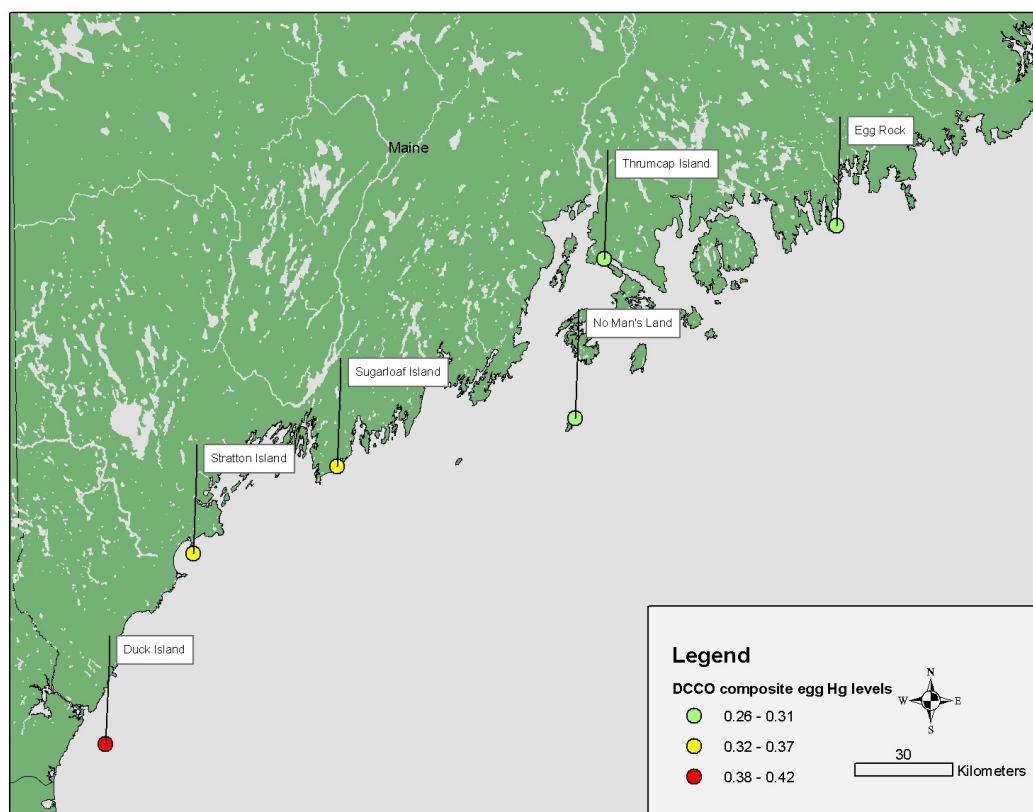 Egg Rock
Maine
Thrumcap Island
No Man's Land
Sugarloaf Island
Stratton Island
Duck Island
Legend
DCCO composite egg Hg levels
0.26 - 0.31
0.32 - 0.37
0.38 - 0.42
N
W E
S
30
Kilometers